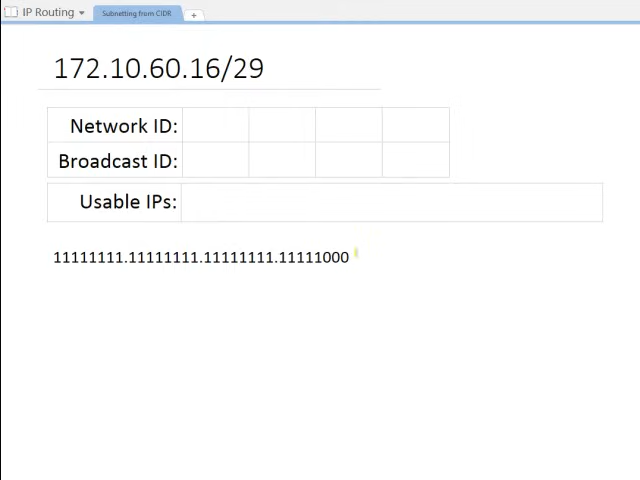 IP Routing
Subnetting from CIDR
+
172.10.60.16/29
Network ID:
Broadcast ID:
Usable IPs:
11111111.11111111.11111111.11111000